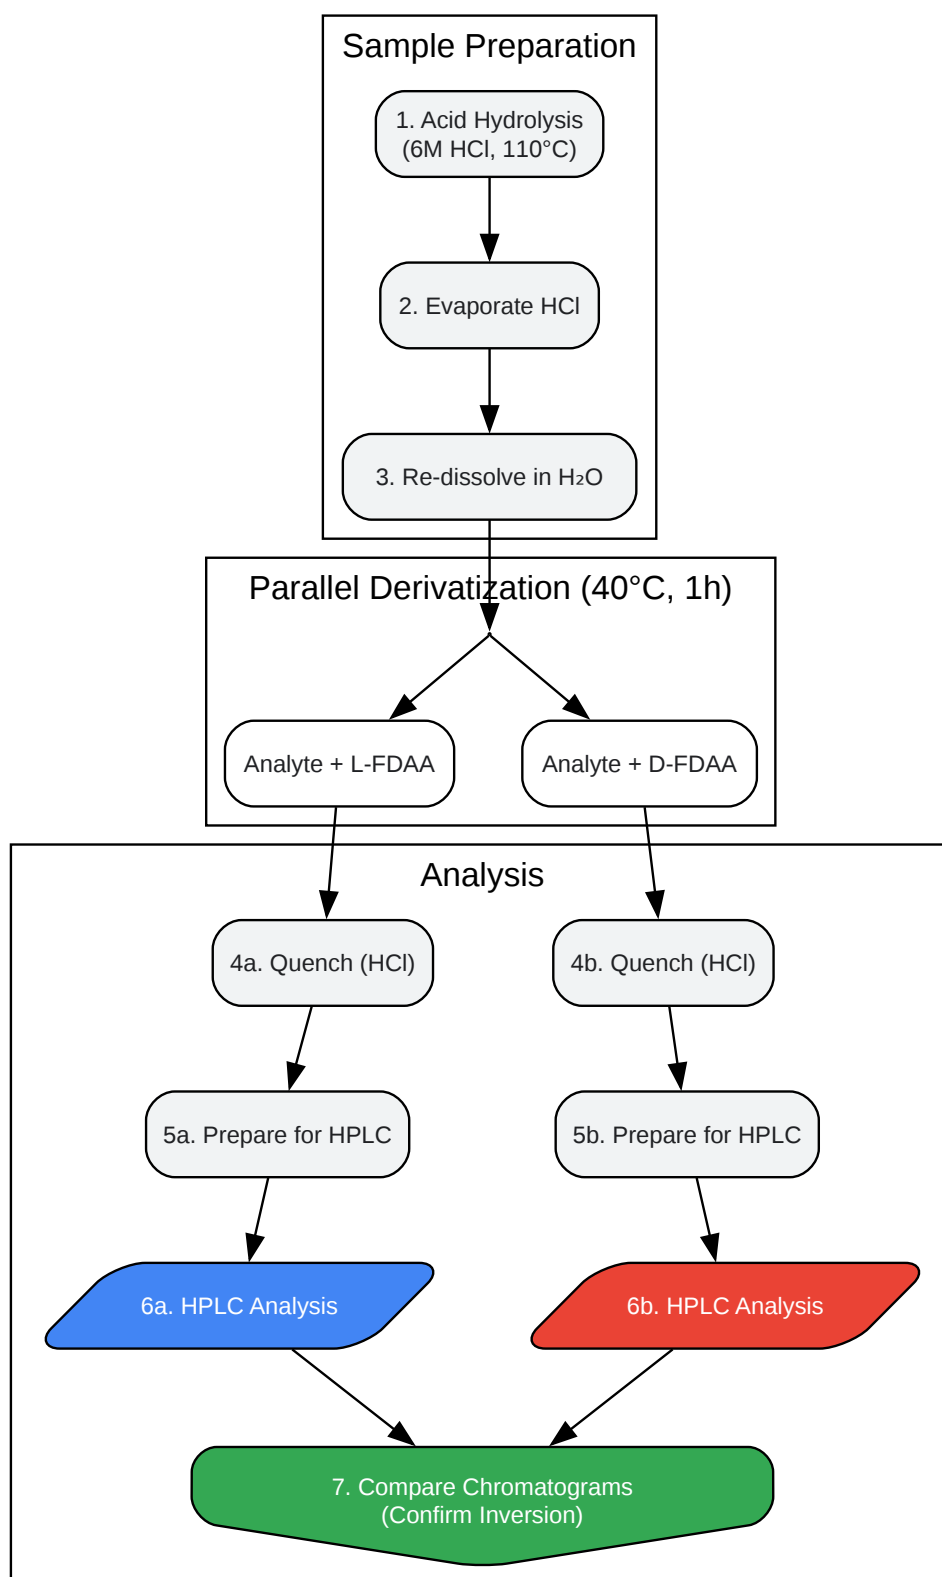 Sample Preparation
1. Acid Hydrolysis
(6M HCl, 110°C)
2. Evaporate HCl
3. Re-dissolve in H₂O
Parallel Derivatization (40°C, 1h)
Analyte + L-FDAA
Analyte + D-FDAA
Analysis
4a. Quench (HCl)
4b. Quench (HCl)
5a. Prepare for HPLC
5b. Prepare for HPLC
6a. HPLC Analysis
6b. HPLC Analysis
7. Compare Chromatograms
(Confirm Inversion)